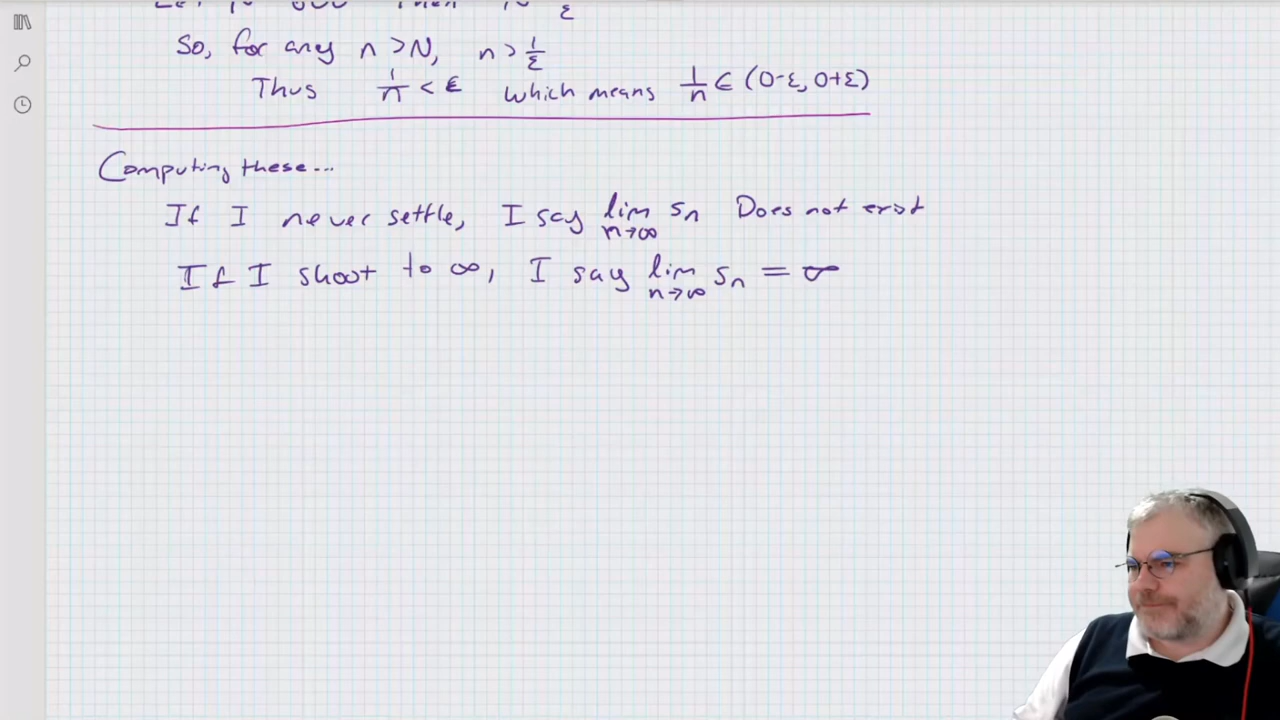 So, for any n > N, n > 1/ε
Thus 1/n < ε which means 1/n ∈ (0-ε, 0+ε)
Computing these...
If I never settle, I say lim n→∞ sn Does not exist
If I shoot to ∞, I say lim n→∞ sn = ∞